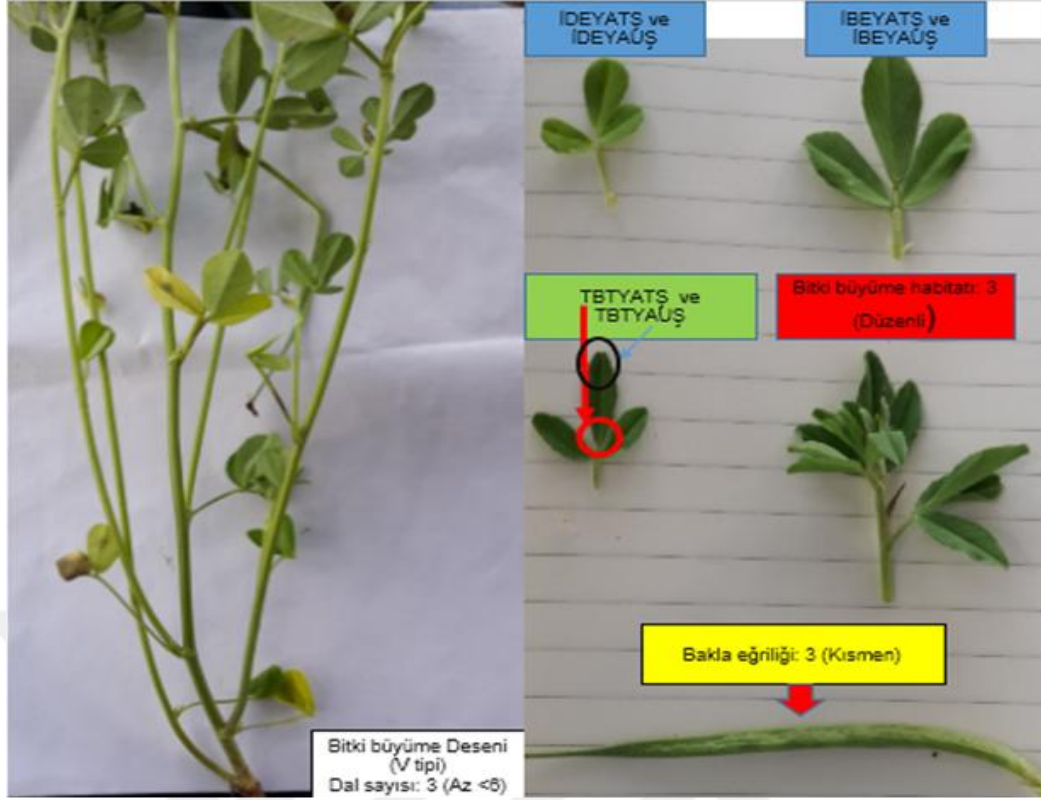 İDEYATŞ ve
İDEYAÜŞ
İBEYATŞ ve
İBEYAÜŞ
TBTYATŞ ve
TBTYAÜŞ
Bitki büyüme habitatı: 3
(Düzenli)
Bakla eğriliği: 3 (Kısmen)
Bitki büyüme Deseni
(V tipi)
Dal sayısı: 3 (Az <6)